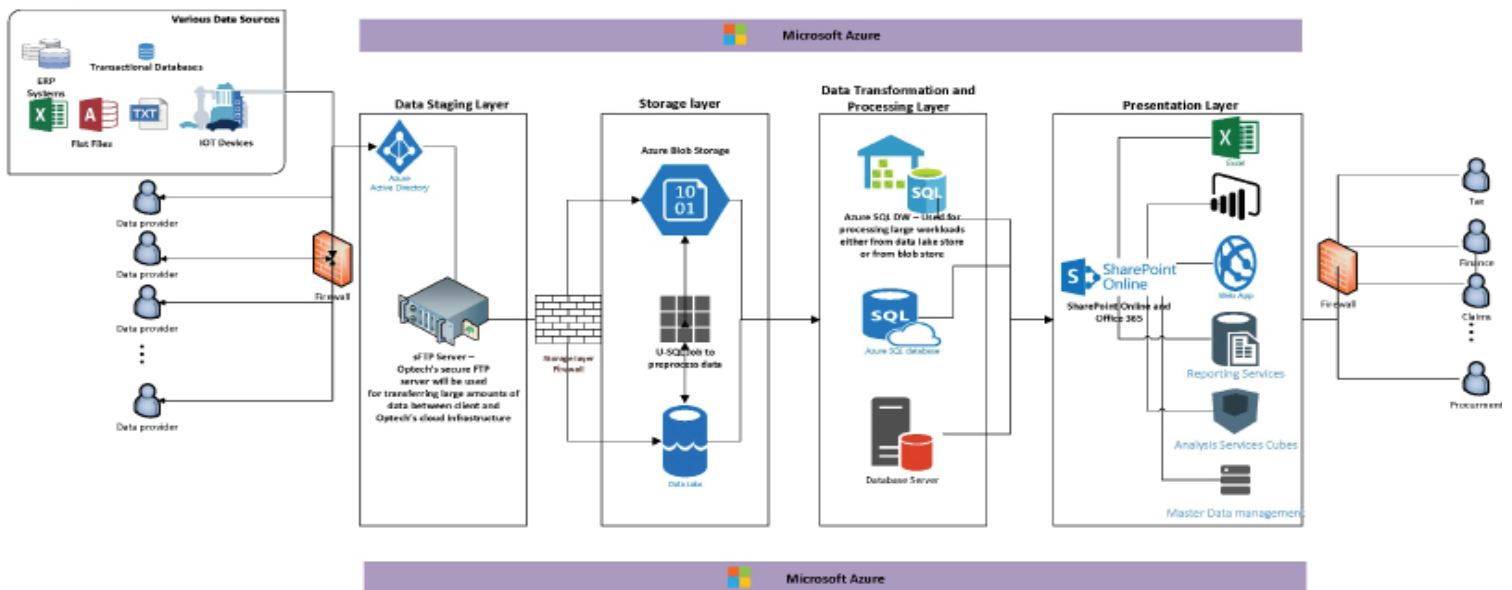 Various Data Sources
ERP
Systems
Transactional Databases
TXT
Flat Files
IOT Devices
Data provider
Data provider
Data provider
Data provider
Firewall
Microsoft Azure
Data Staging Layer
Azure
Active Directory
sFTP Server –
Optech's secure FTP
server will be used
for transferring large amounts of
data between client and
Optech's cloud infrastructure
Storage layer
Firewall
Storage layer
Azure Blob Storage
10
01
U-SQL Job to
preprocess data
Data Lake
Data Transformation and
Processing Layer
SQL
Azure SQL DW – Used for
processing large workloads
either from data lake store
or from blob store
SQL
Azure SQL database
Database Server
Presentation Layer
Excel
S
SharePoint
Online
SharePoint Online and
Office 365
Web App
Reporting Services
Analysis Services Cubes
Master Data management
Firewall
Tax
Finance
Claims
Procurment
Microsoft Azure